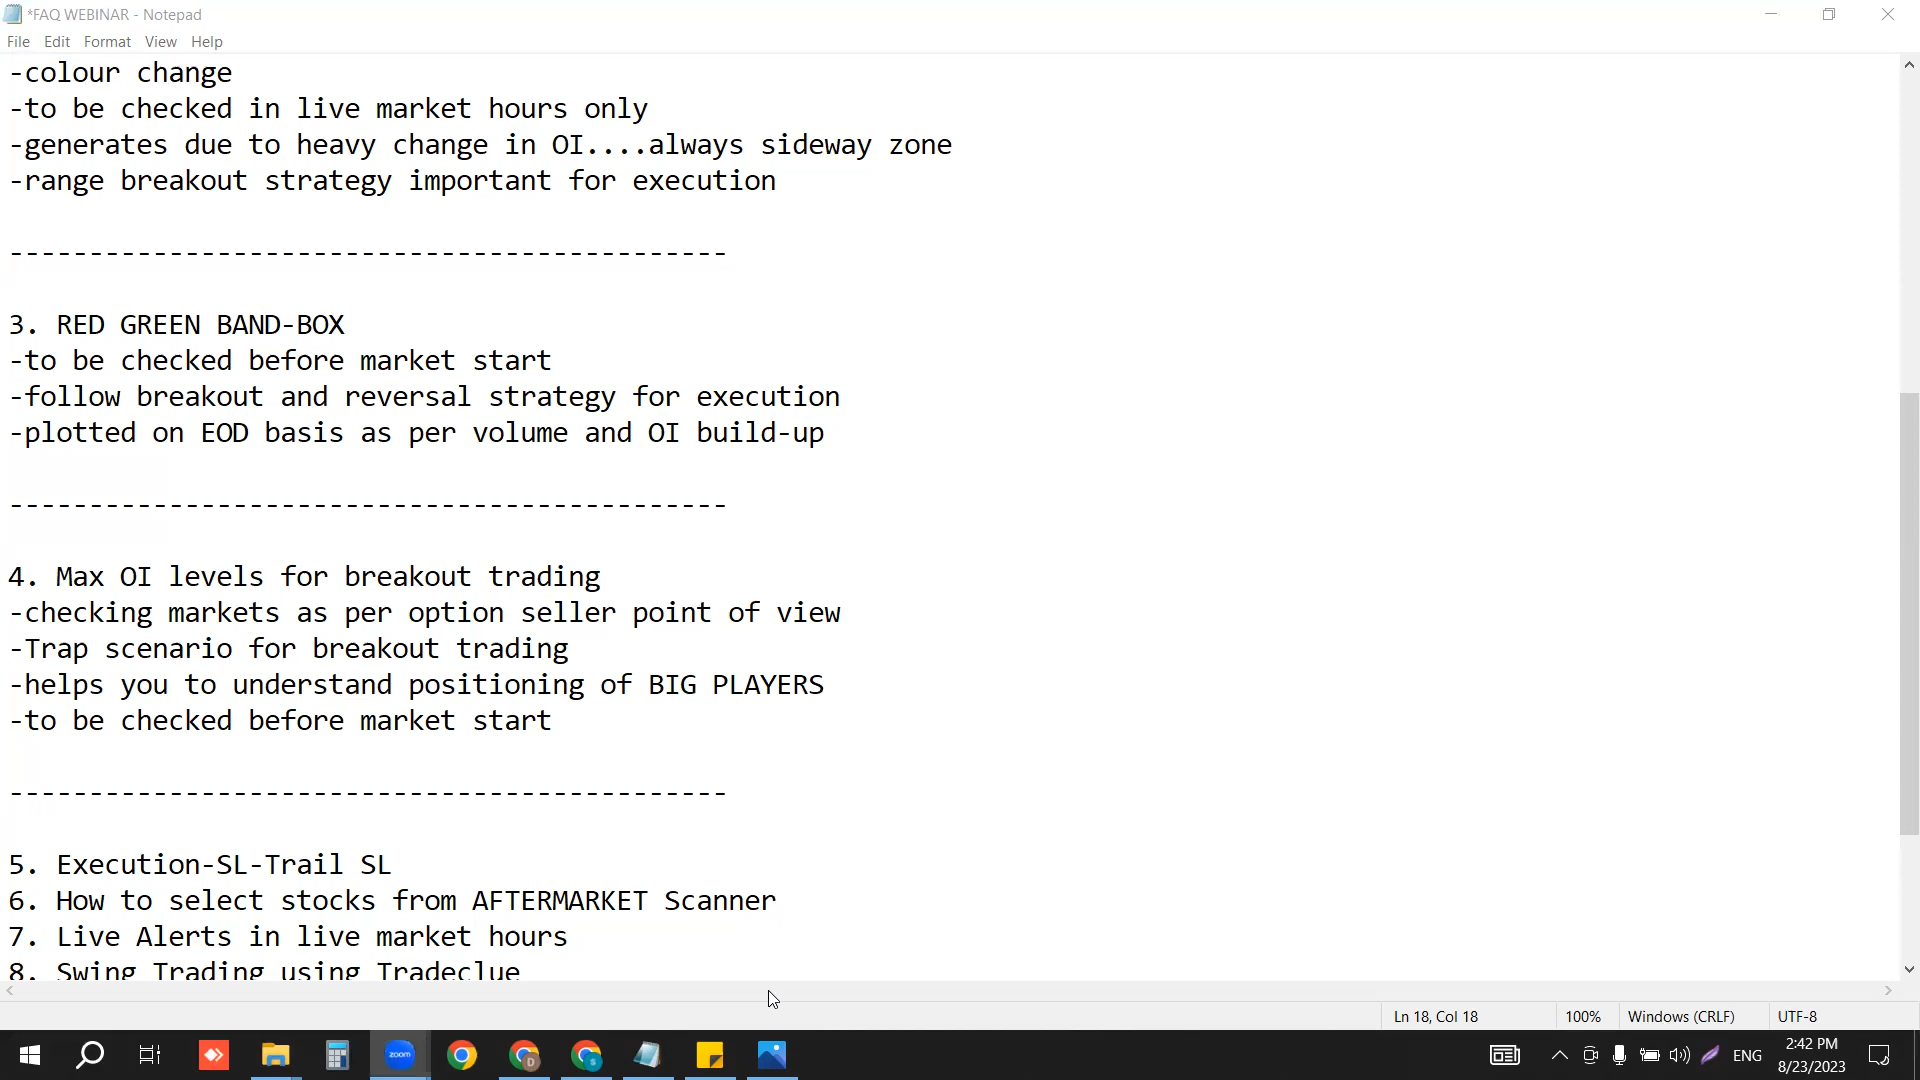 *FAQ WEBINAR - Notepad
File Edit Format View Help
-colour change
-to be checked in live market hours only
-generates due to heavy change in OI....always sideway zone
-range breakout strategy important for execution
---------------------------------------------
3. RED GREEN BAND-BOX
-to be checked before market start
-follow breakout and reversal strategy for execution
-plotted on EOD basis as per volume and OI build-up
---------------------------------------------
4. Max OI levels for breakout trading
-checking markets as per option seller point of view
-Trap scenario for breakout trading
-helps you to understand positioning of BIG PLAYERS
-to be checked before market start
---------------------------------------------
5. Execution-SL-Trail SL
6. How to select stocks from AFTERMARKET Scanner
7. Live Alerts in live market hours
8. Swing Trading using Tradeclue
Ln 18, Col 18 100% Windows (CRLF) UTF-8
zoom D S ENG 2:42 PM
8/23/2023